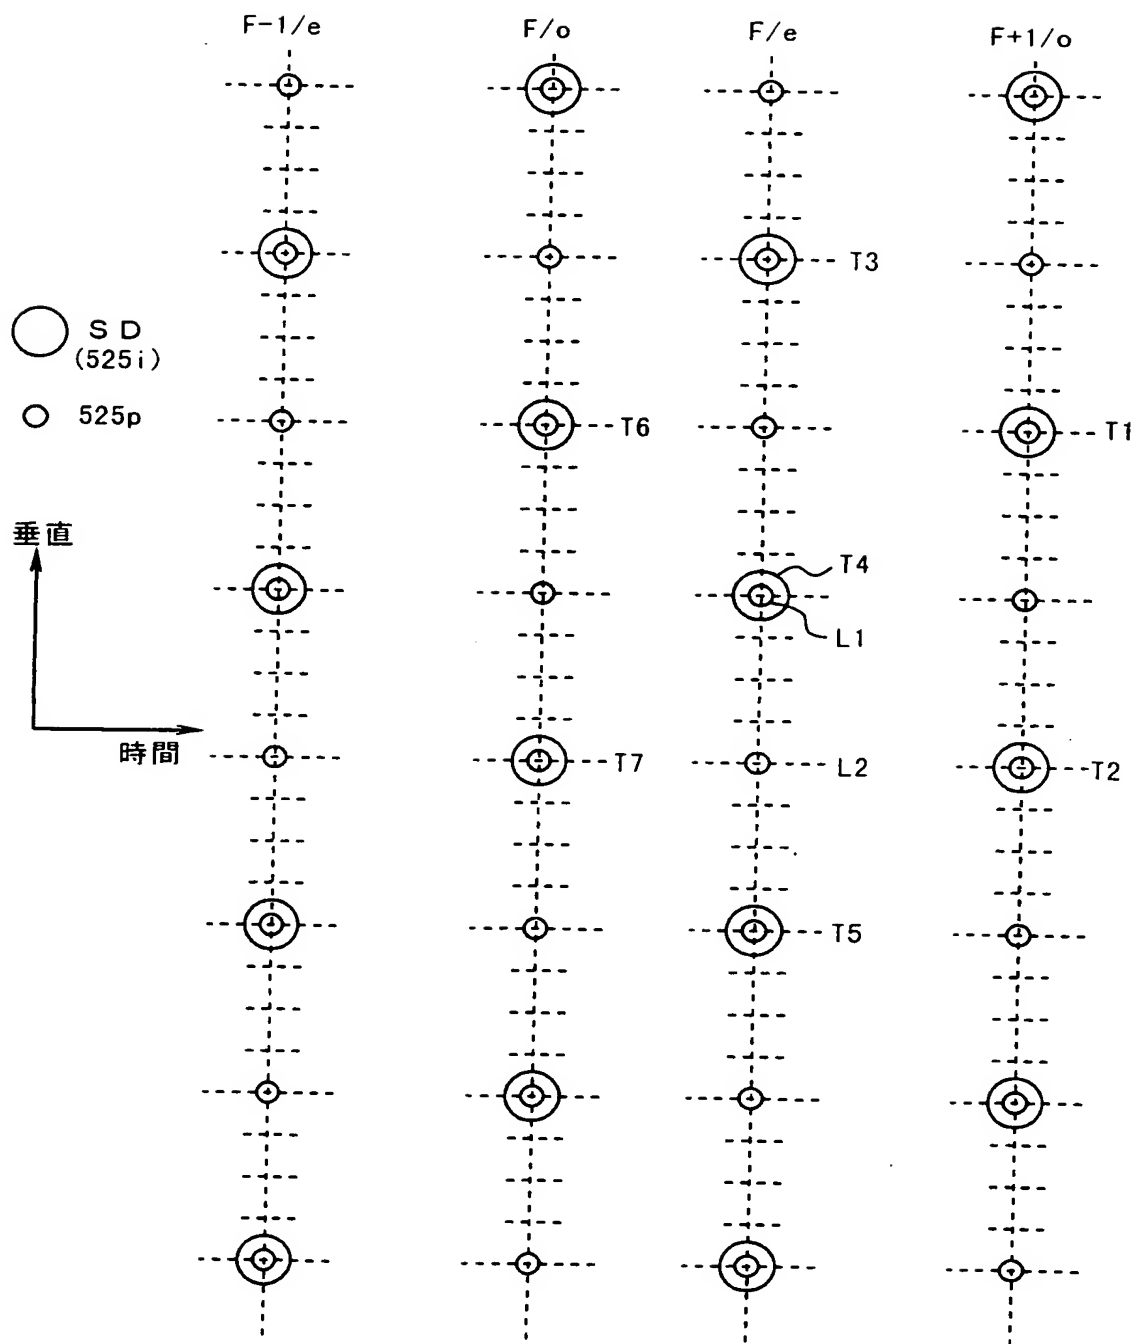 F-1/e
F/o
F/e
F+1/o
T3
SD
(525i)
525p
T6
T1
垂直
T4
L1
時間
T7
L2
T2
T5